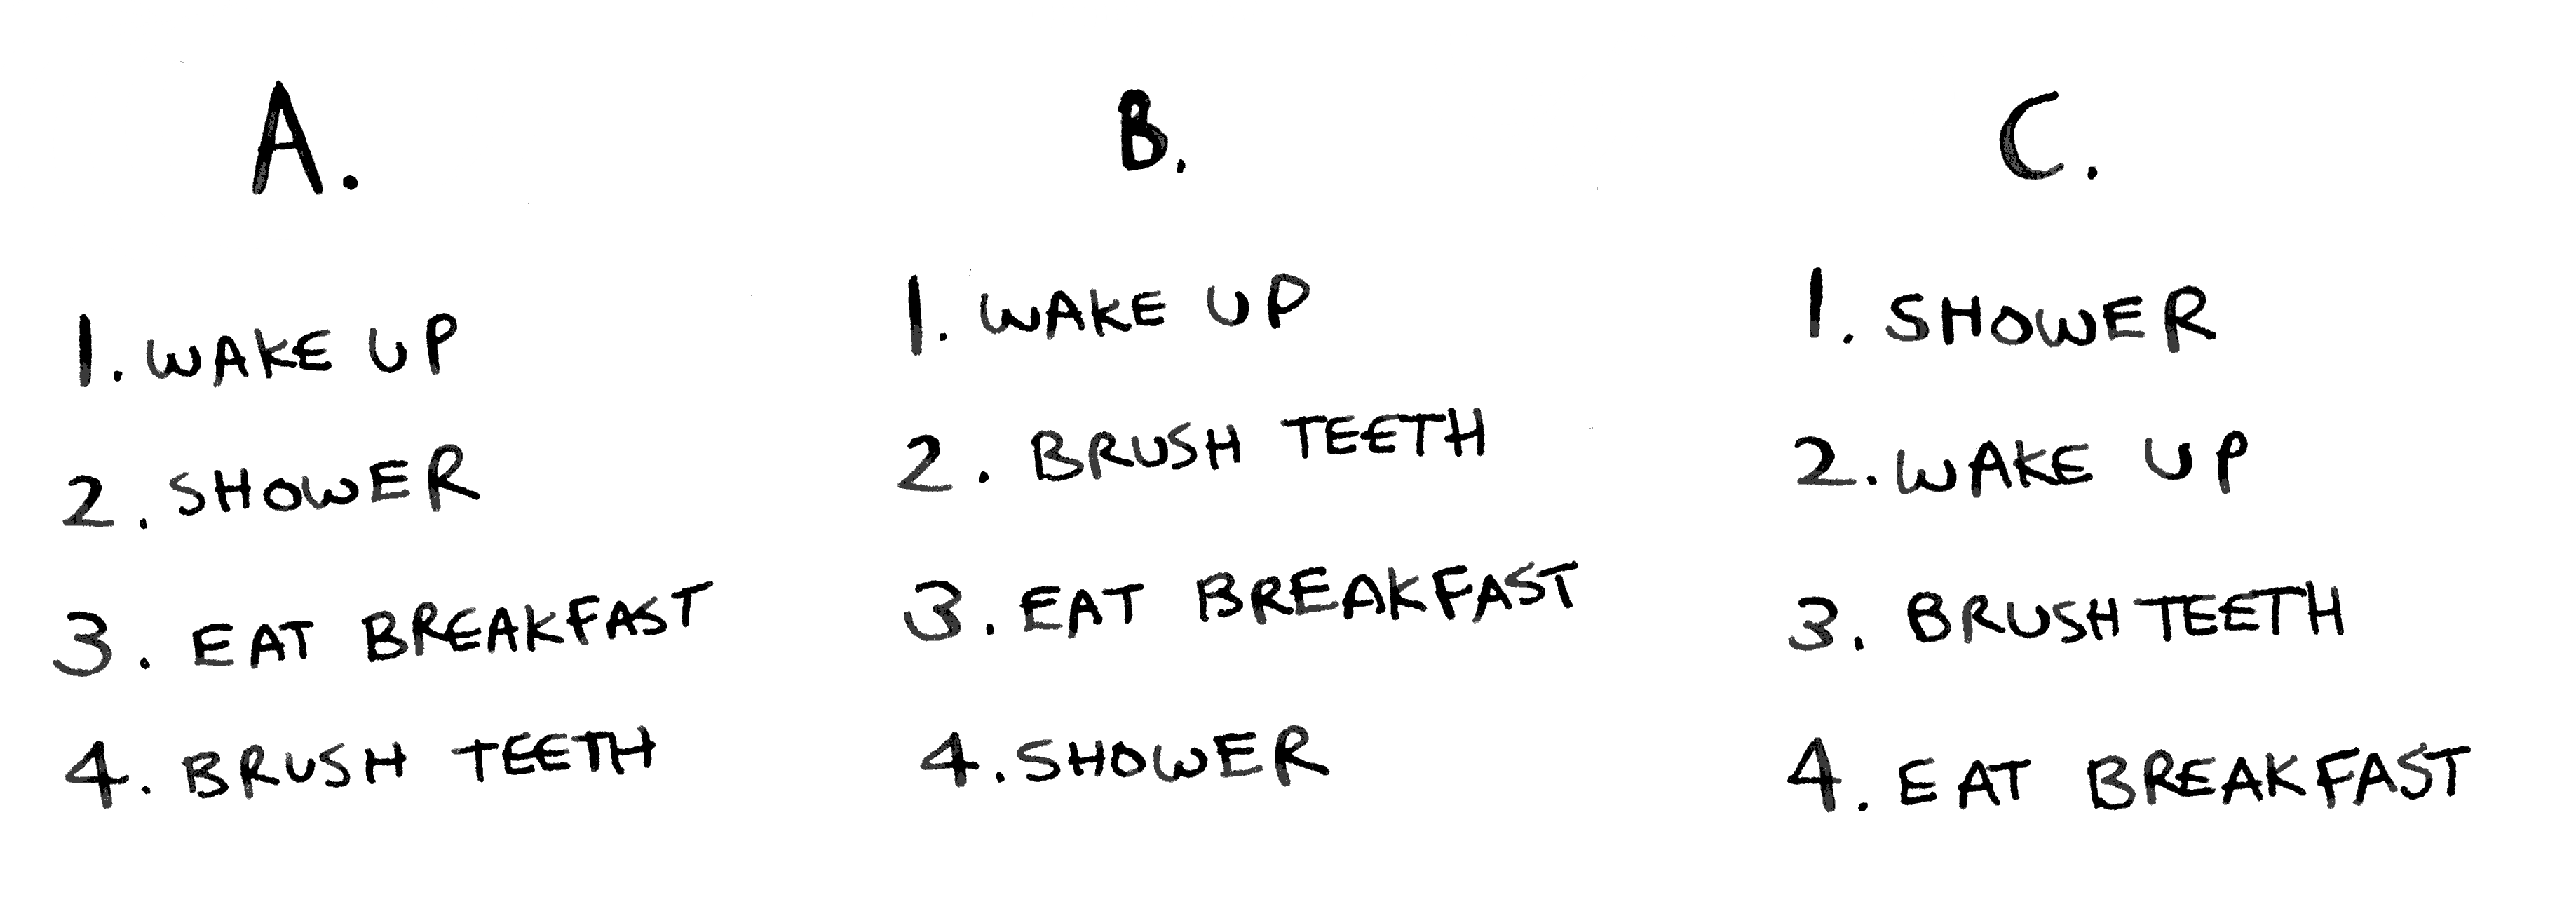 A.
1. WAKE UP
2. SHOWER
3. EAT BREAKFAST
4. BRUSH TEETH
B.
1. WAKE UP
2. BRUSH TEETH
3. EAT BREAKFAST
4. SHOWER
C.
1. SHOWER
2. WAKE UP
3. BRUSH TEETH
4. EAT BREAKFAST